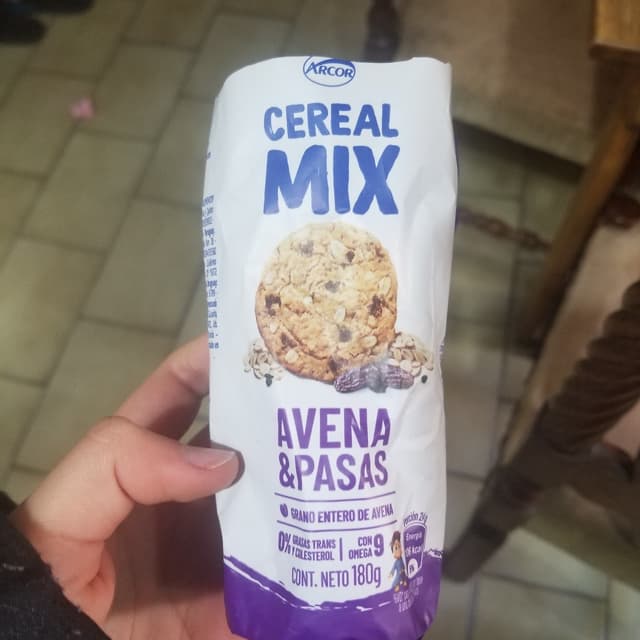 ARCOR
CEREAL
MIX
AVENA
&PASAS
GRANO ENTERO DE AVENA
0% GRASAS TRANS
Y COLESTEROL
CON
OMEGA 9
CONT. NETO 180g
Energía